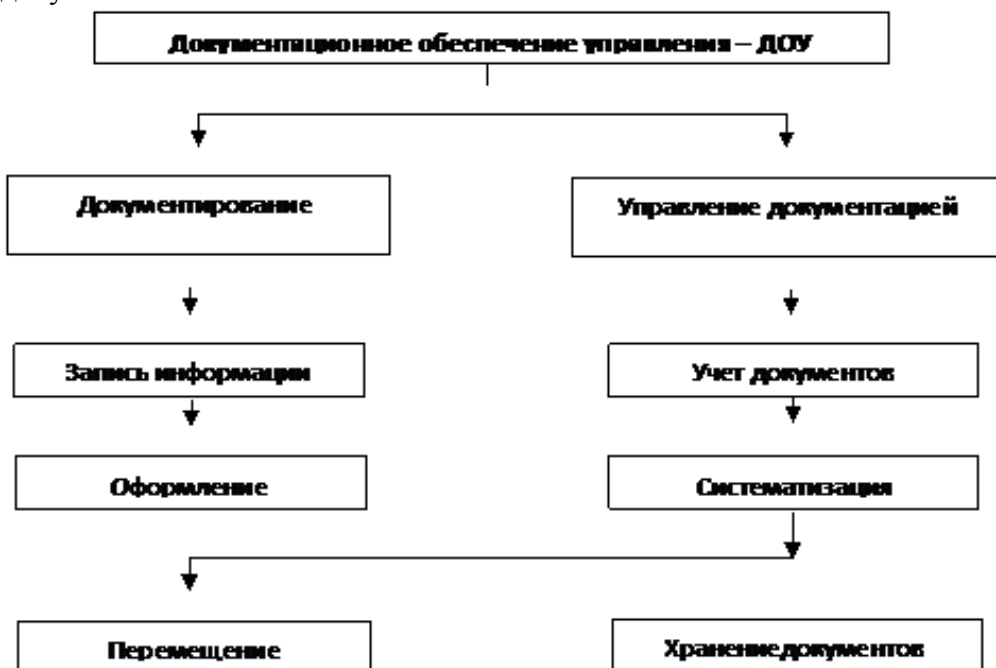 Документационное обеспечение управления – ДОУ
Документирование
Управление документацией
Запись информации
Учет документов
Оформление
Систематизация
Перемещение
Хранение документов